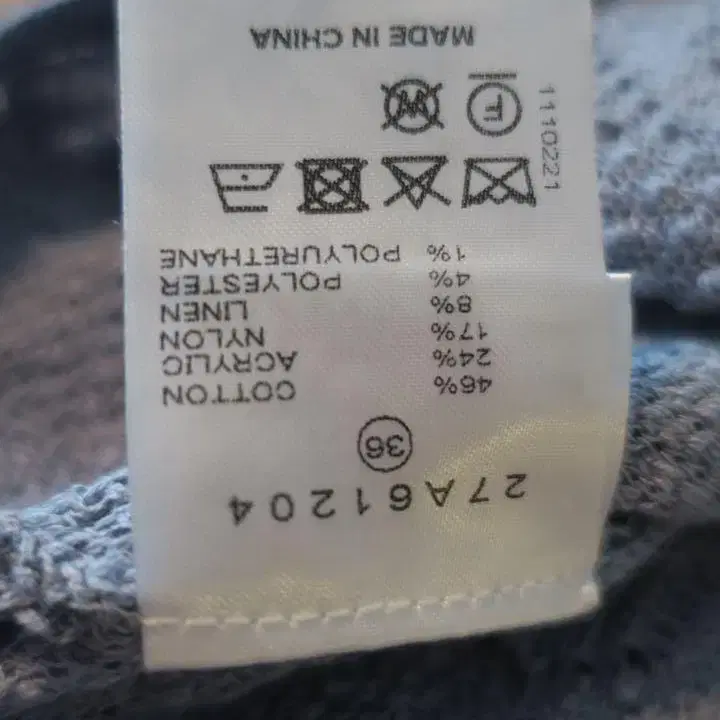 27A61204
36
46% COTTON
24% ACRYLIC
17% NYLON
8% LINEN
4% POLYESTER
1% POLYURETHANE
F W
MADE IN CHINA
1110221